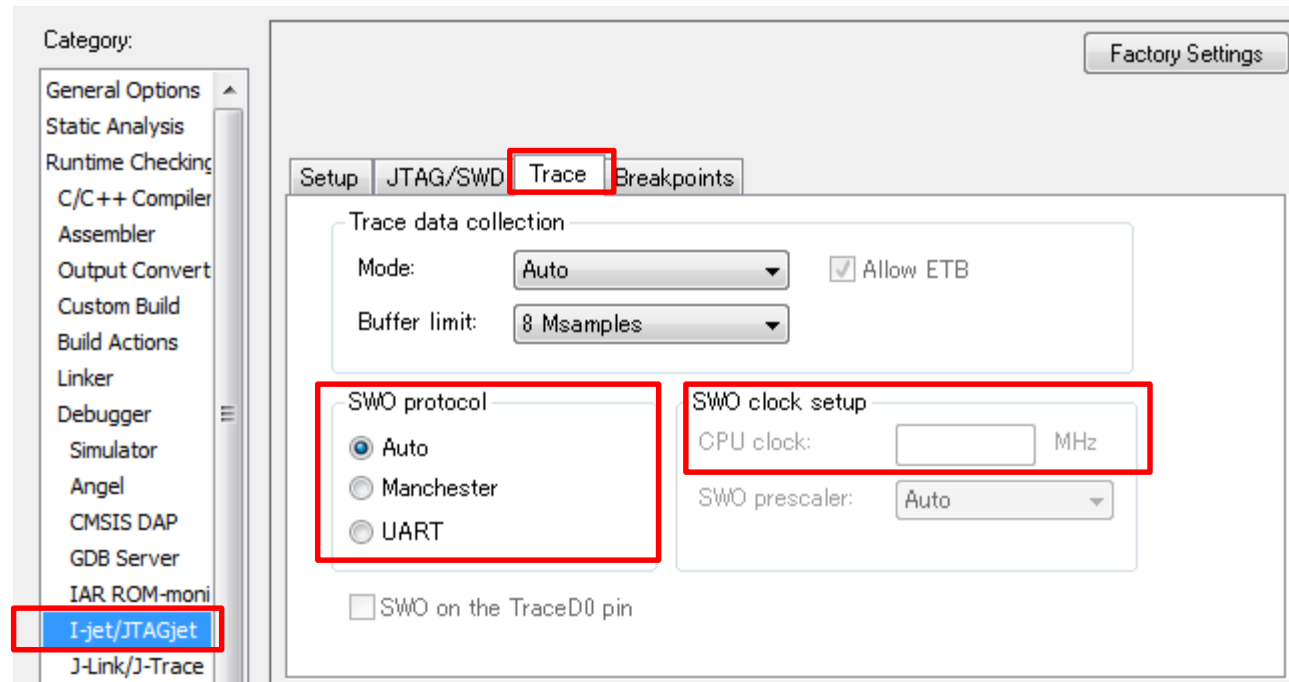 Category:
Factory Settings
General Options
Static Analysis
Runtime Checking
C/C++ Compiler
Assembler
Output Convert
Custom Build
Build Actions
Linker
Debugger
Simulator
Angel
CMSIS DAP
GDB Server
IAR ROM-moni
I-jet/JTAGjet
J-Link/J-Trace
Setup JTAG/SWD Trace Breakpoints
Trace data collection
Mode: Auto Allow ETB
Buffer limit: 8 Msamples
SWO protocol
Auto
Manchester
UART
SWO clock setup
CPU clock: MHz
SWO prescaler: Auto
SWO on the TraceD0 pin